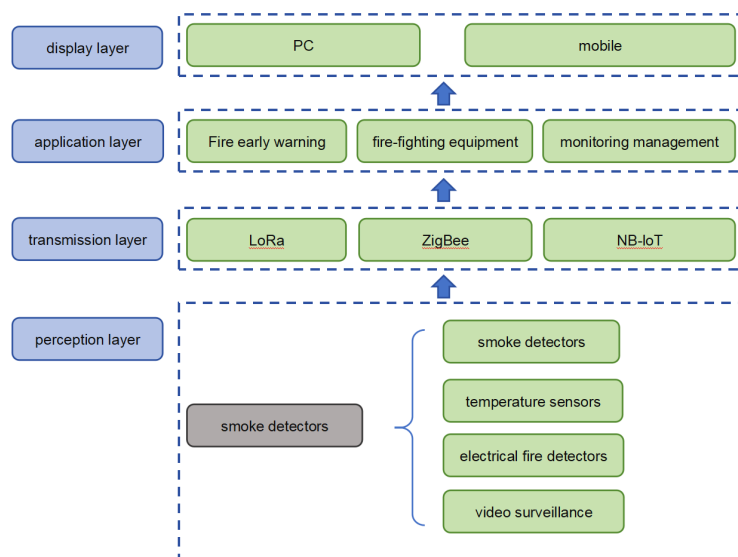 display layer
PC
mobile
application layer
Fire early warning
fire-fighting equipment
monitoring management
transmission layer
LoRa
ZigBee
NB-IoT
perception layer
smoke detectors
smoke detectors
temperature sensors
electrical fire detectors
video surveillance